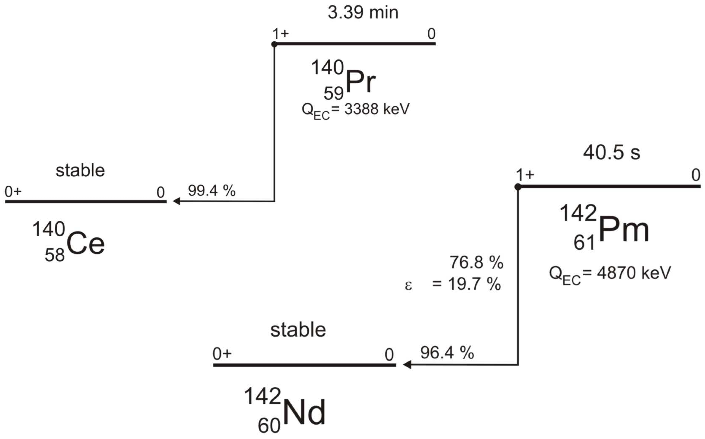 3.39 min
1+ 0
140
59Pr
QEC= 3388 keV
stable
0+ 0
99.4 %
140
58Ce
40.5 s
1+ 0
142
61Pm
QEC= 4870 keV
76.8 %
ε = 19.7 %
stable
0+ 0
96.4 %
142
60Nd